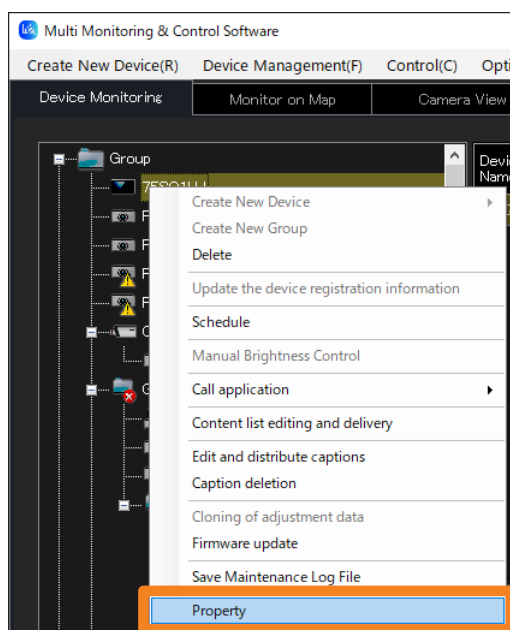 Multi Monitoring & Control Software
Create New Device(R) Device Management(F) Control(C) Opti
Device Monitoring Monitor on Map Camera View
Group
Devi
Nam
Create New Device
Create New Group
Delete
Update the device registration information
Schedule
Manual Brightness Control
Call application
Content list editing and delivery
Edit and distribute captions
Caption deletion
Cloning of adjustment data
Firmware update
Save Maintenance Log File
Property